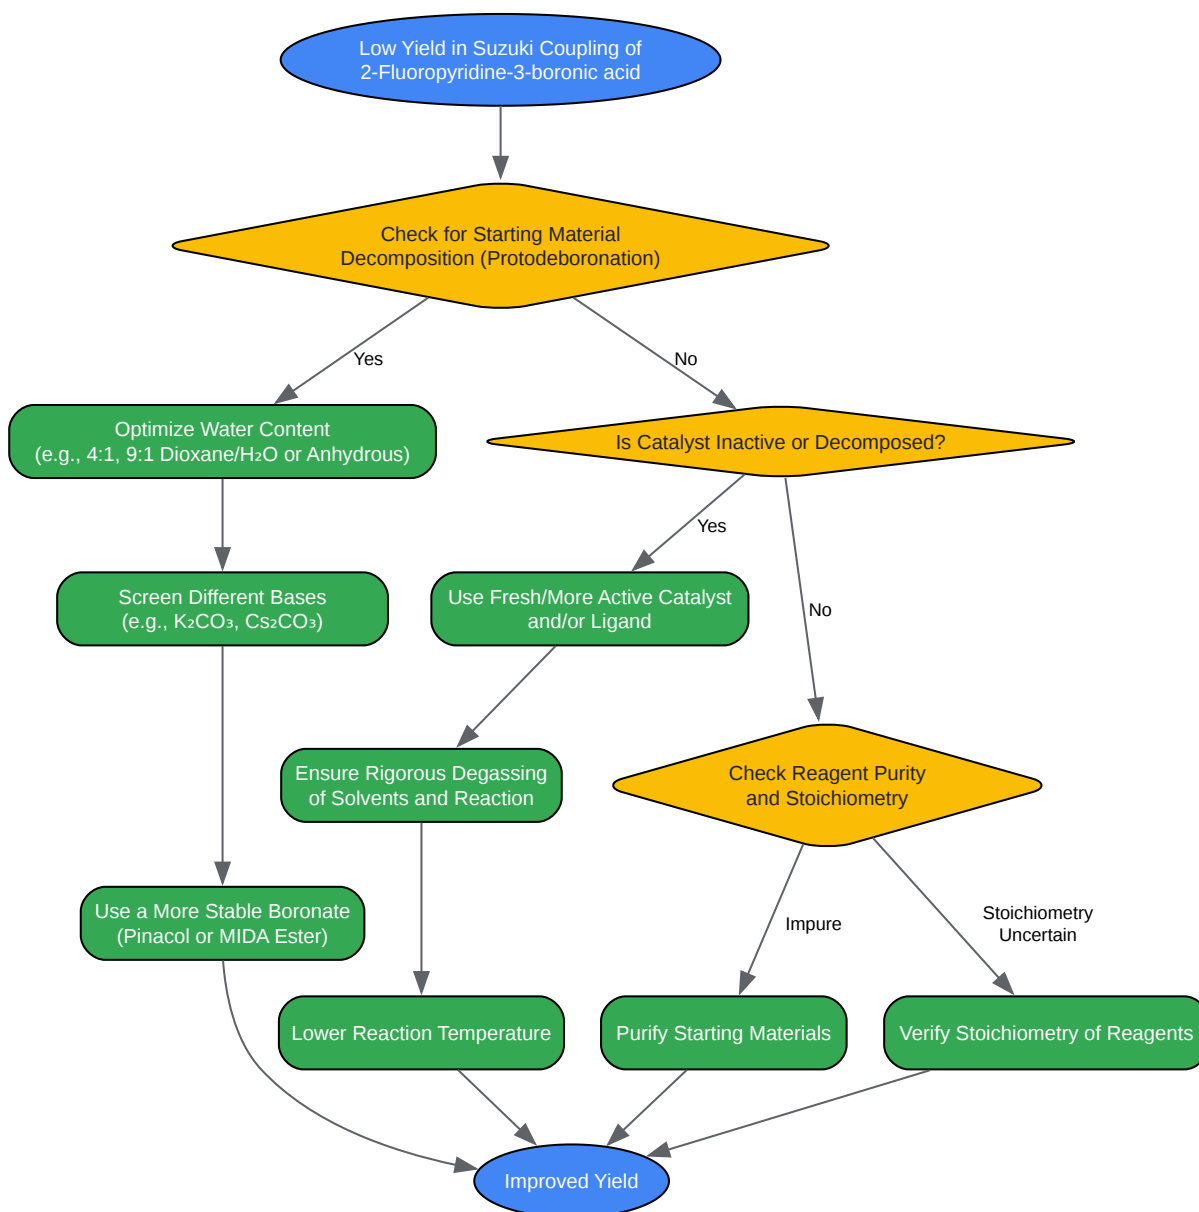 Low Yield in Suzuki Coupling of
2-Fluoropyridine-3-boronic acid
Check for Starting Material
Decomposition (Protodeboronation)
Yes
No
Optimize Water Content
(e.g., 4:1, 9:1 Dioxane/H₂O or Anhydrous)
Is Catalyst Inactive or Decomposed?
Yes
No
Screen Different Bases
(e.g., K₂CO₃, Cs₂CO₃)
Use Fresh/More Active Catalyst
and/or Ligand
Ensure Rigorous Degassing
of Solvents and Reaction
Check Reagent Purity
and Stoichiometry
Use a More Stable Boronate
(Pinacol or MIDA Ester)
Impure
Stoichiometry
Uncertain
Lower Reaction Temperature
Purify Starting Materials
Verify Stoichiometry of Reagents
Improved Yield